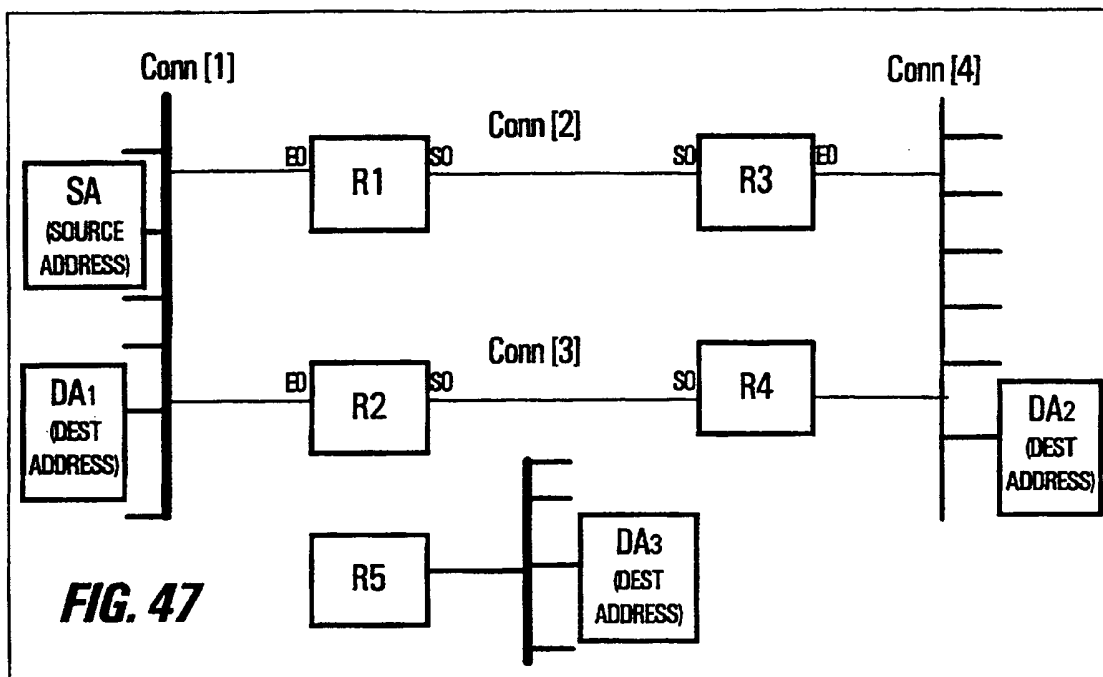 Conn [1]
Conn [4]
Conn [2]
E0
R1
S0
S0
R3
E0
SA
(SOURCE
ADDRESS)
Conn [3]
E0
R2
S0
S0
R4
DA1
(DEST
ADDRESS)
DA2
(DEST
ADDRESS)
R5
DA3
(DEST
ADDRESS)
FIG. 47